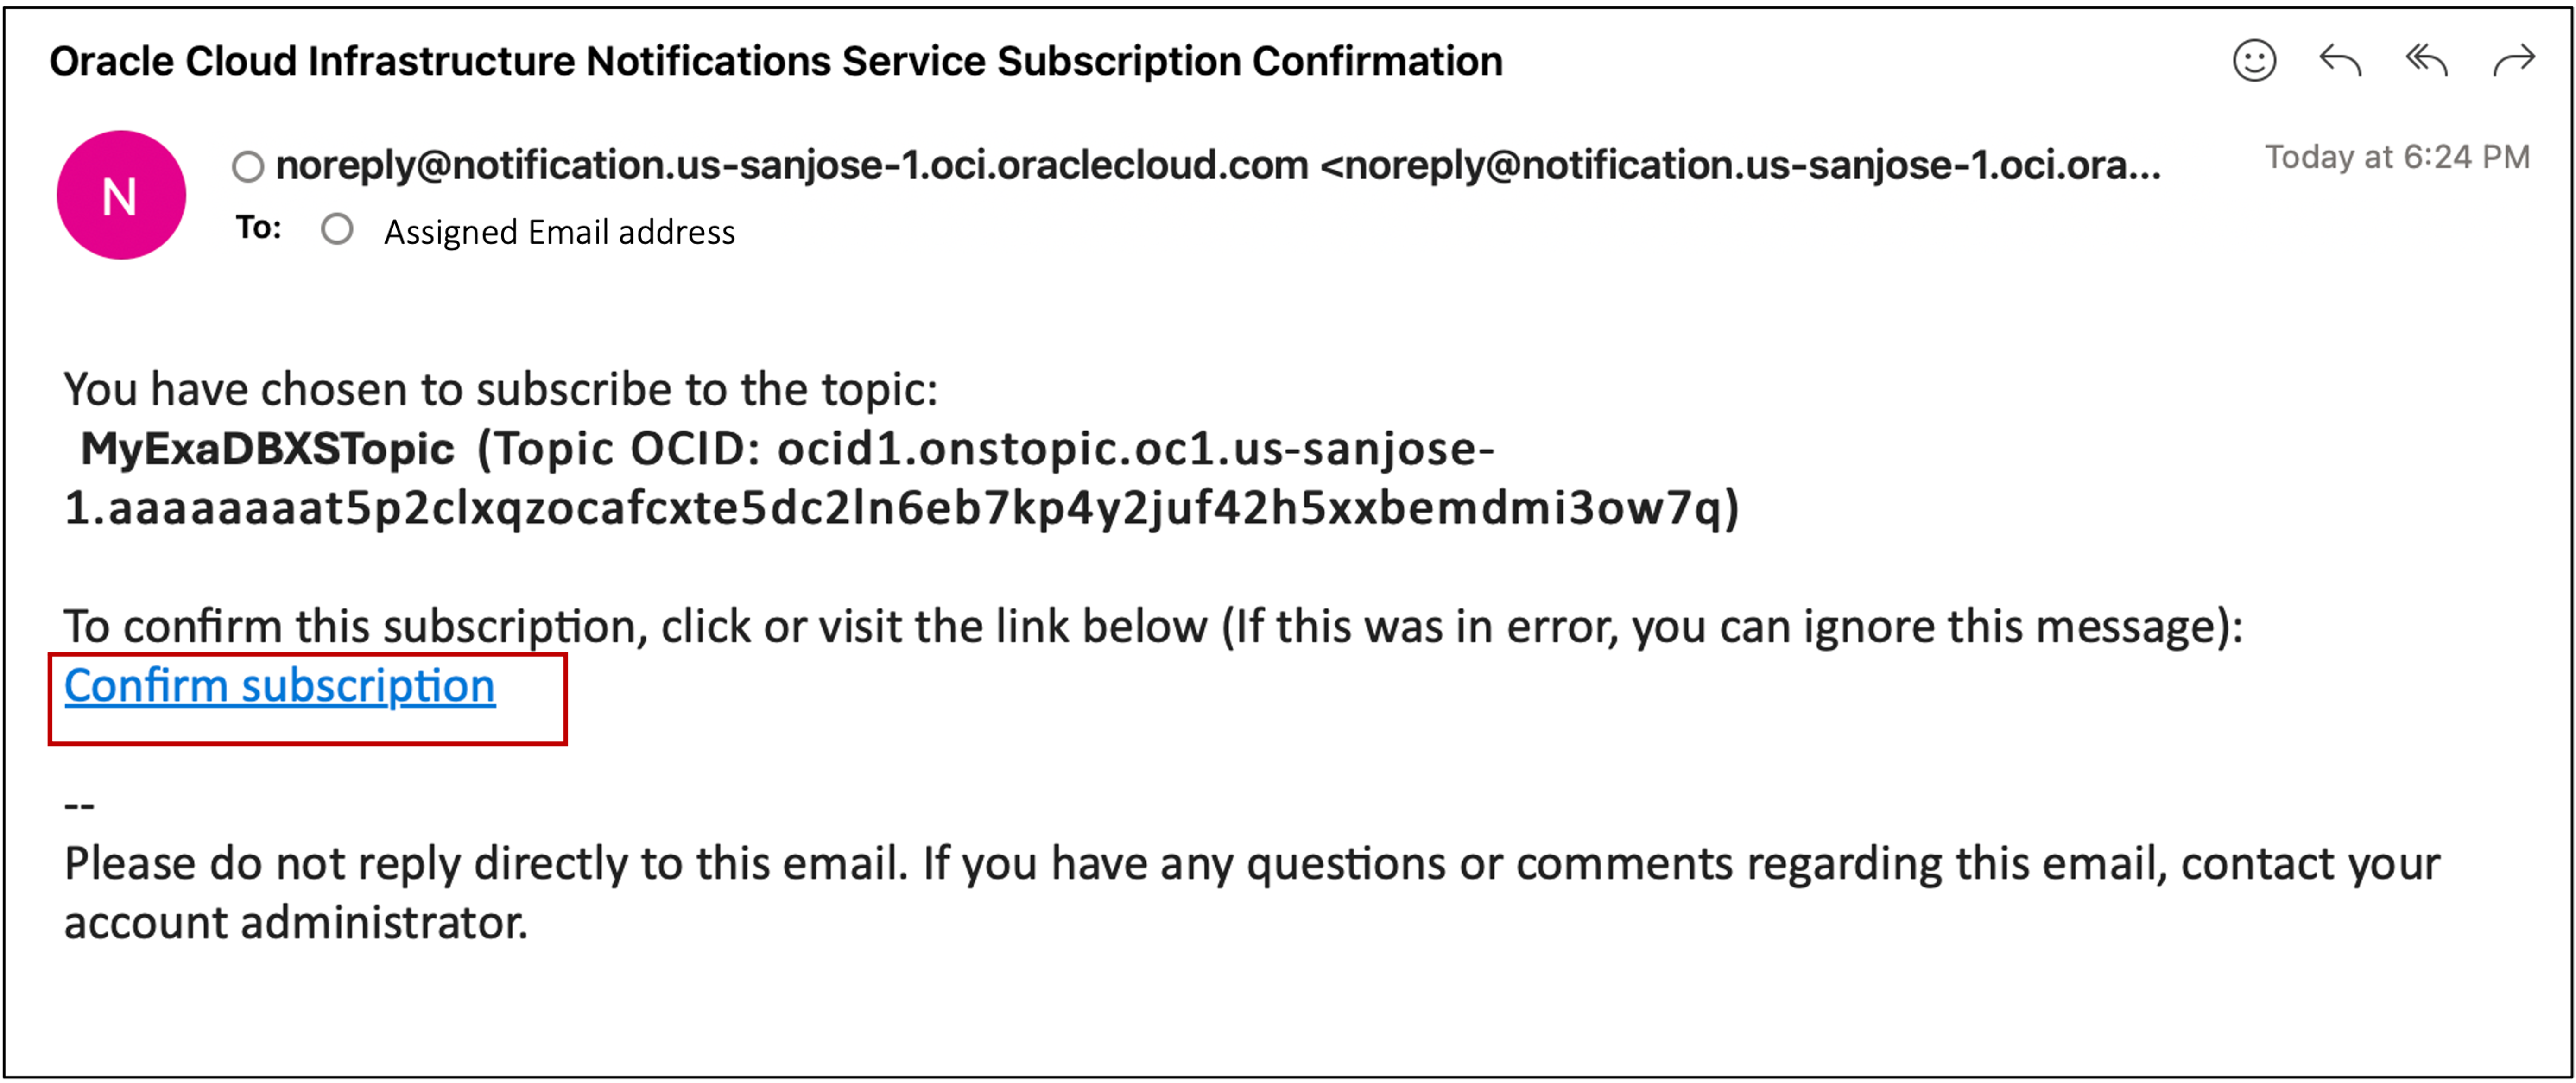 Oracle Cloud Infrastructure Notifications Service Subscription Confirmation
N
noreply@notification.us-sanjose-1.oci.oraclecloud.com <noreply@notification.us-sanjose-1.oci.ora...
Today at 6:24 PM
To: Assigned Email address
You have chosen to subscribe to the topic:
MyExaDBXSTopic (Topic OCID: ocid1.onstopic.oc1.us-sanjose-
1.aaaaaaaat5p2clxqzocafcxte5dc2ln6eb7kp4y2juf42h5xxbemdmi3ow7q)
To confirm this subscription, click or visit the link below (If this was in error, you can ignore this message):
Confirm subscription
--
Please do not reply directly to this email. If you have any questions or comments regarding this email, contact your
account administrator.